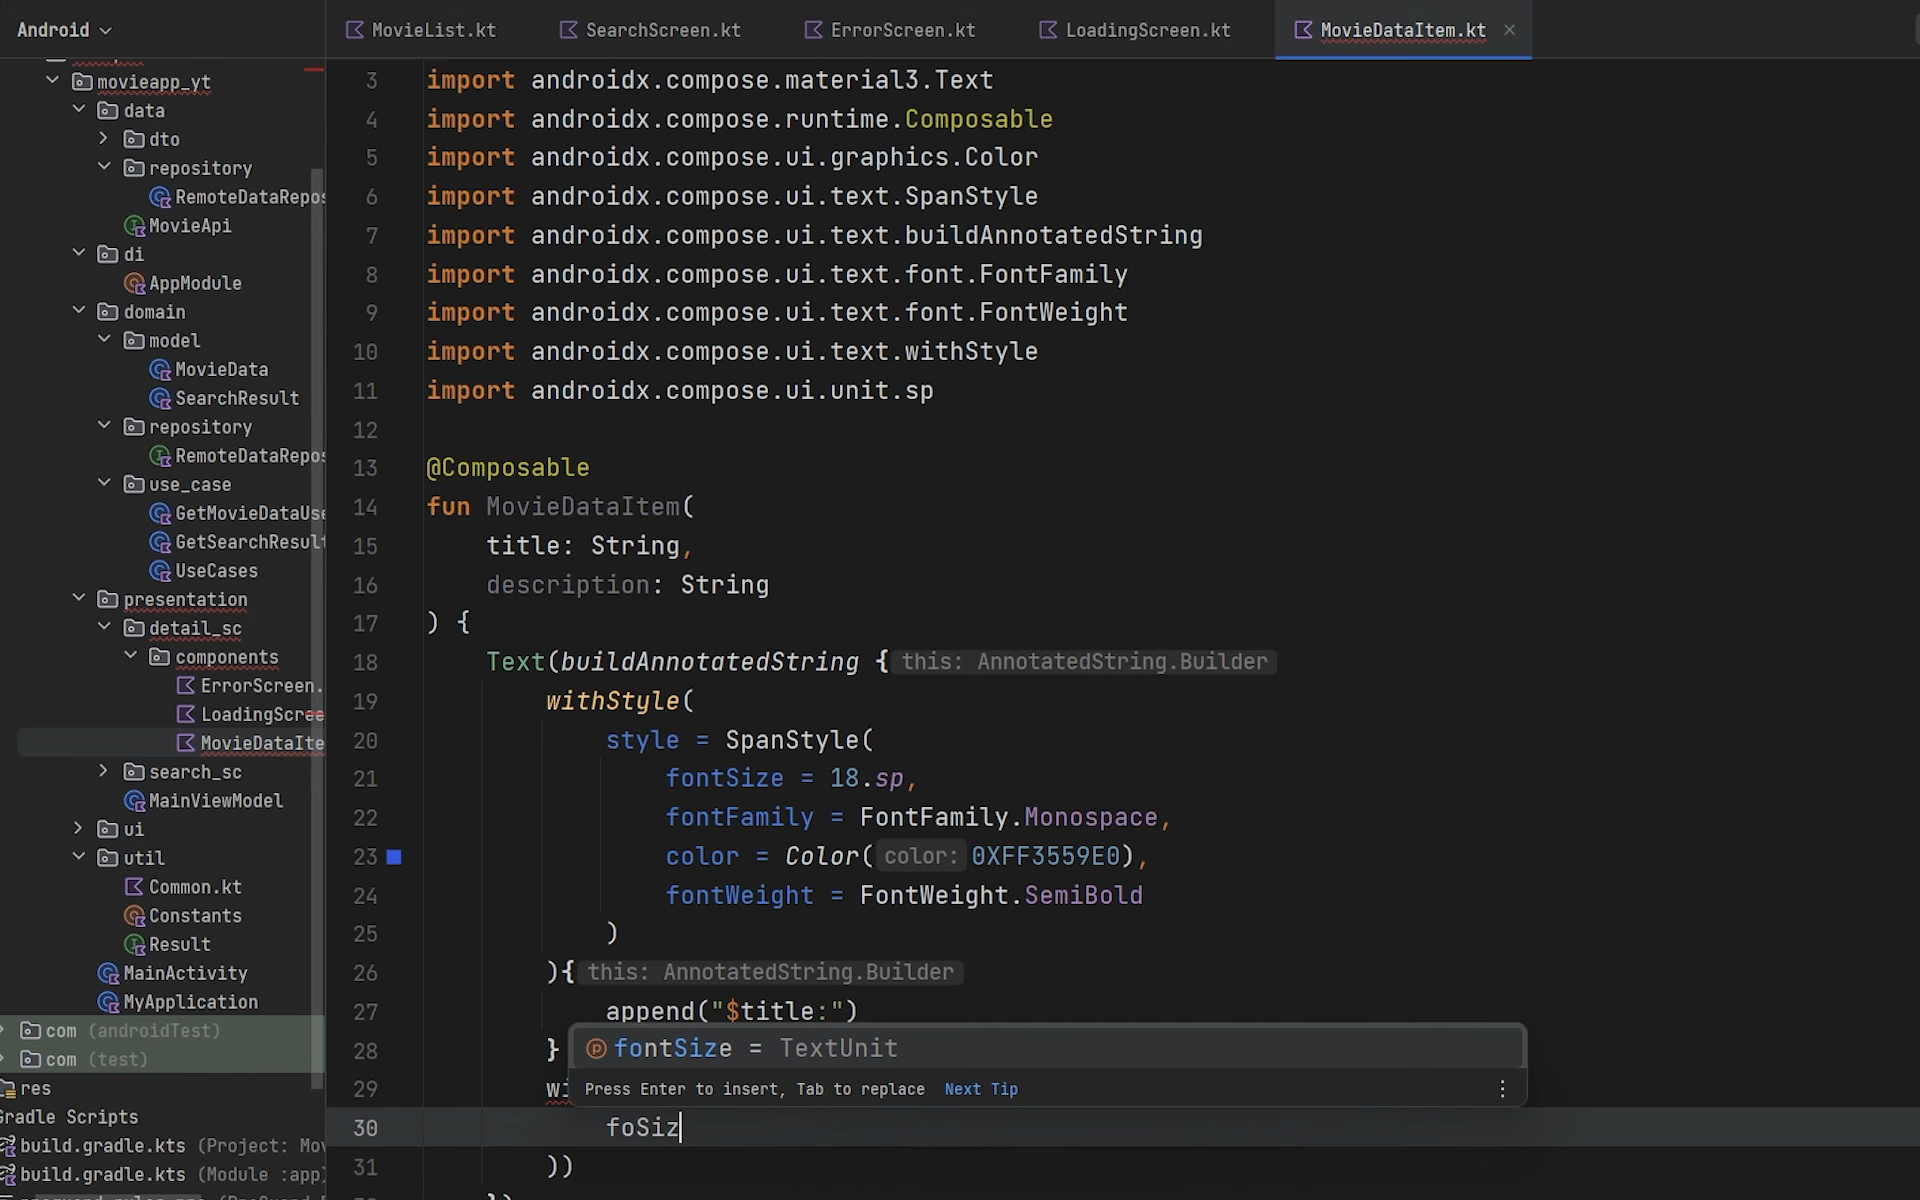 Android
MovieList.kt
SearchScreen.kt
ErrorScreen.kt
LoadingScreen.kt
MovieDataItem.kt
movieapp_yt
data
dto
repository
RemoteDataRepos
MovieApi
di
AppModule
domain
model
MovieData
SearchResult
repository
RemoteDataRepos
use_case
GetMovieDataUse
GetSearchResult
UseCases
presentation
detail_sc
components
ErrorScreen.
LoadingScree
MovieDataIte
search_sc
MainViewModel
ui
util
Common.kt
Constants
Result
MainActivity
MyApplication
com (androidTest)
com (test)
res
Gradle Scripts
build.gradle.kts (Project: Mov
build.gradle.kts (Module :app)
3 import androidx.compose.material3.Text
4 import androidx.compose.runtime.Composable
5 import androidx.compose.ui.graphics.Color
6 import androidx.compose.ui.text.SpanStyle
7 import androidx.compose.ui.text.buildAnnotatedString
8 import androidx.compose.ui.text.font.FontFamily
9 import androidx.compose.ui.text.font.FontWeight
10 import androidx.compose.ui.text.withStyle
11 import androidx.compose.ui.unit.sp
12
13 @Composable
14 fun MovieDataItem(
15 title: String,
16 description: String
17 ) {
18 Text(buildAnnotatedString { this: AnnotatedString.Builder
19 withStyle(
20 style = SpanStyle(
21 fontSize = 18.sp,
22 fontFamily = FontFamily.Monospace,
23 color = Color( color: 0XFF3559E0),
24 fontWeight = FontWeight.SemiBold
25 )
26 ){ this: AnnotatedString.Builder
27 append("$title:")
28 }
fontSize = TextUnit
29 wi
Press Enter to insert, Tab to replace Next Tip
30 foSiz
31 ))
})